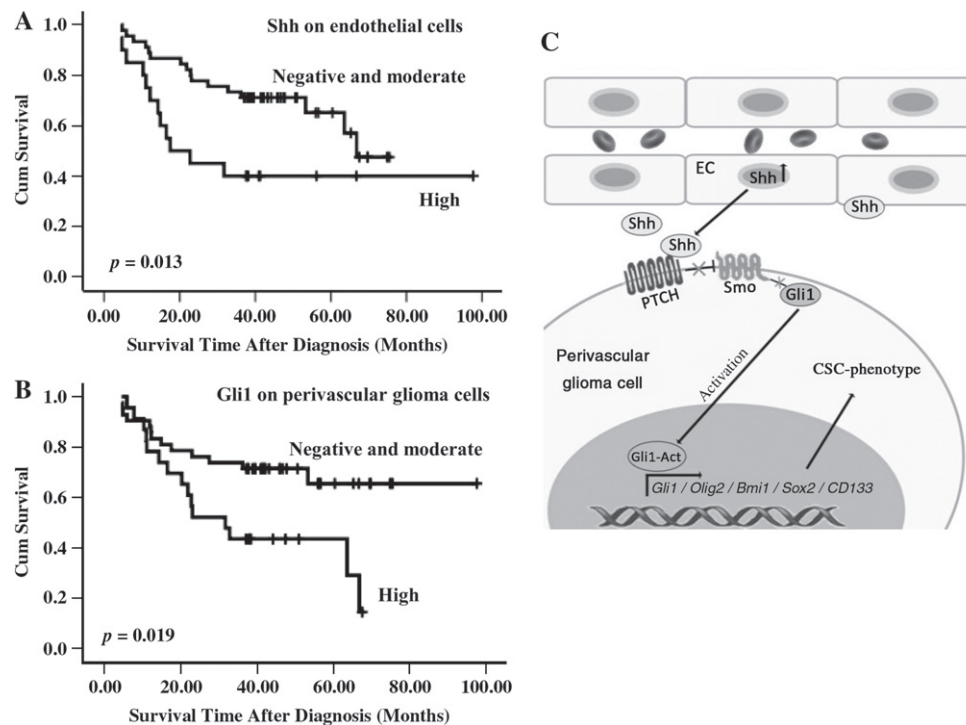 A
Shh on endothelial cells
Negative and moderate
High
p = 0.013
Cum Survival
1.0
0.8
0.6
0.4
0.2
0.0
0.00 20.00 40.00 60.00 80.00 100.00
Survival Time After Diagnosis (Months)
B
Gli1 on perivascular glioma cells
Negative and moderate
High
p = 0.019
Cum Survival
1.0
0.8
0.6
0.4
0.2
0.0
0.00 20.00 40.00 60.00 80.00 100.00
Survival Time After Diagnosis (Months)
C
EC
Shh
Shh
Shh
Shh
PTCH
Smo
Gli1
Perivascular
glioma cell
Activation
CSC-phenotype
Gli1-Act
Gli1 / Olig2 / Bmi1 / Sox2 / CD133